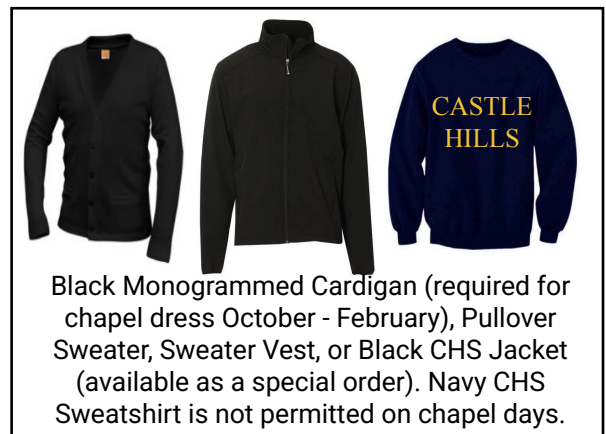 CASTLE
HILLS
Black Monogrammed Cardigan (required for
chapel dress October - February), Pullover
Sweater, Sweater Vest, or Black CHS Jacket
(available as a special order). Navy CHS
Sweatshirt is not permitted on chapel days.